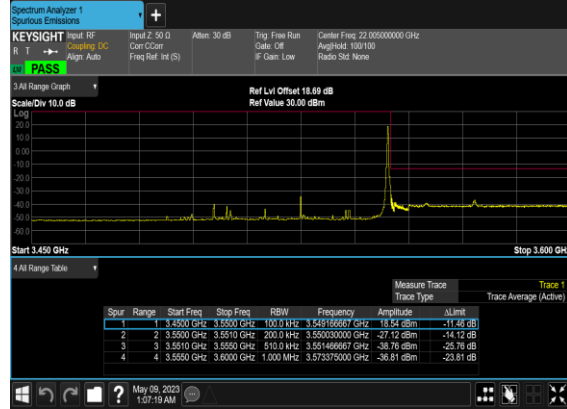 Spectrum Analyzer 1
Spurious Emissions
+
KEYSIGHT Input: RF Input Z: 50 Ω Atten: 30 dB Trig: Free Run Center Freq: 22.005000000 GHz
R T Coupling: DC Corr CCorr Gate: Off Avg|Hold: 100/100
Align: Auto Freq Ref: Int (S) IF Gain: Low Radio Std: None
PASS
3 All Range Graph
Ref Lvl Offset 18.69 dB
Scale/Div 10.0 dB Ref Value 30.00 dBm
Log
20.0
10.0
0.00
-10.0
-20.0
-30.0
-40.0
-50.0
-60.0
Start 3.450 GHz Stop 3.600 GHz
4 All Range Table
Measure Trace Trace 1
Trace Type Trace Average (Active)
Spur Range Start Freq Stop Freq RBW Frequency Amplitude ΔLimit
1 1 3.4500 GHz 3.5500 GHz 100.0 kHz 3.549166667 GHz 18.54 dBm -11.46 dB
2 2 3.5500 GHz 3.5510 GHz 200.0 kHz 3.550030000 GHz -27.12 dBm -14.12 dB
3 3 3.5510 GHz 3.5550 GHz 510.0 kHz 3.551466667 GHz -38.76 dBm -25.76 dB
4 4 3.5550 GHz 3.6000 GHz 1.000 MHz 3.573375000 GHz -36.81 dBm -23.81 dB
? May 09, 2023
1:07:19 AM